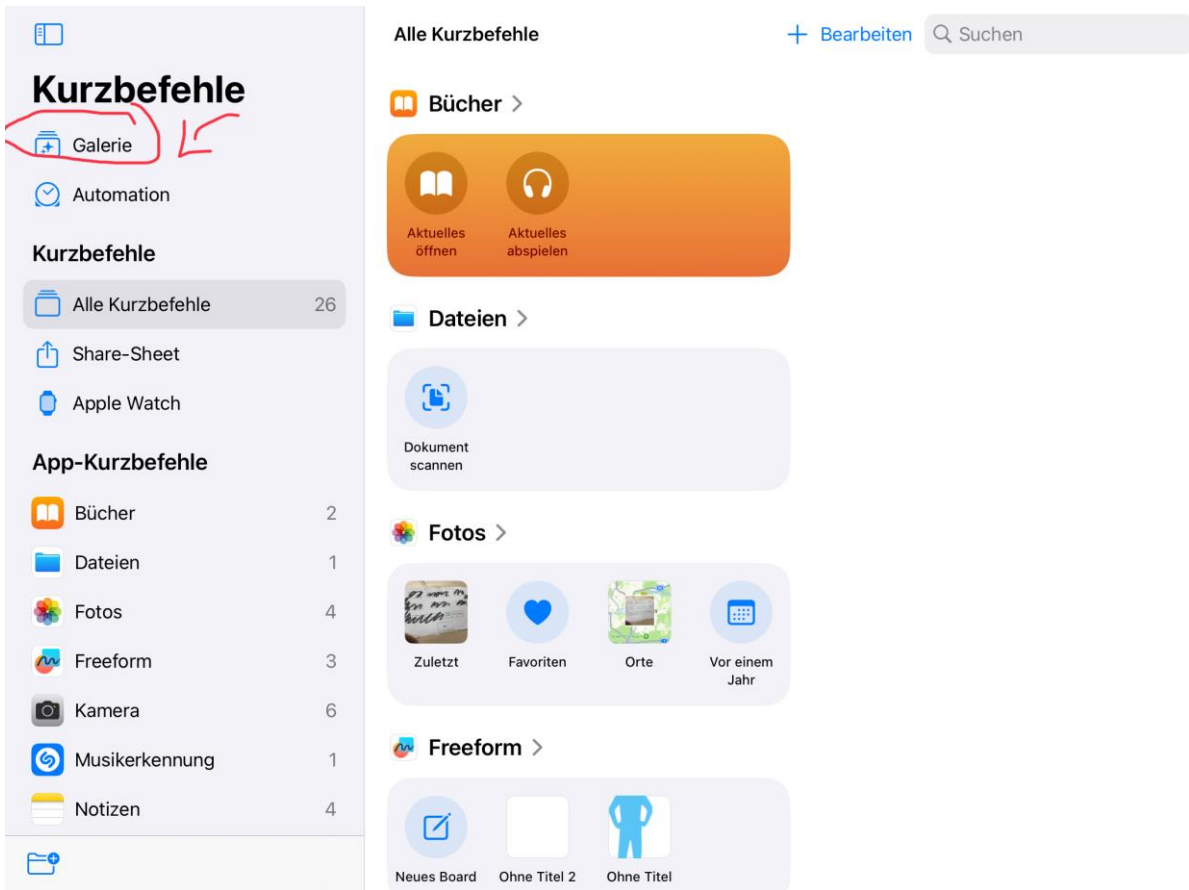 Kurzbefehle
Galerie
Automation
Kurzbefehle
Alle Kurzbefehle 26
Share-Sheet
Apple Watch
App-Kurzbefehle
Bücher 2
Dateien 1
Fotos 4
Freeform 3
Kamera 6
Musikerkennung 1
Notizen 4
Alle Kurzbefehle
Bearbeiten
Suchen
Bücher
Aktuelles
öffnen
Aktuelles
abspielen
Dateien
Dokument
scannen
Fotos
Zuletzt
Favoriten
Orte
Vor einem
Jahr
Freeform
Neues Board
Ohne Titel 2
Ohne Titel